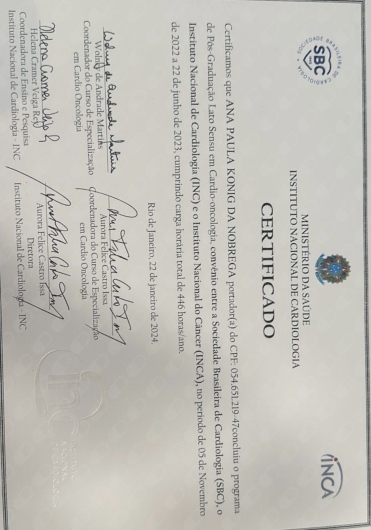 SOCIEDADE BRASILEIRA DE CARDIOLOGIA
SBC
MINISTÉRIO DA SAÚDE
INSTITUTO NACIONAL DE CARDIOLOGIA
INCA
CERTIFICADO
Certificamos que ANA PAULA KONIG DA NOBREGA portador(a) do CPF: 054.651.219-47concluiu o programa
de Pós-Graduação Lato Sensu em Cardio-oncologia, convênio entre a Sociedade Brasileira de Cardiologia (SBC), o
Instituto Nacional de Cardiologia (INC) e o Instituto Nacional do Cancer (INCA), no período de 05 de Novembro
de 2022 a 22 de junho de 2023, cumprindo carga horária total de 446 horas/ano.
Rio de Janeiro, 22 de janeiro de 2024.
Wolney de Andrade Martins
Coordenador do Curso de Especialização
em Cardio Oncologia
Aurora Felice Castro Issa
Coordenadora do Curso de Especialização
em Cardio Oncologia
Helena Cramer Veiga Rey
Coordenadora de Ensino e Pesquisa
Instituto Nacional de Cardiologia - INC
Aurora Felice Castro Issa
Diretora
Instituto Nacional de Cardiologia - INC